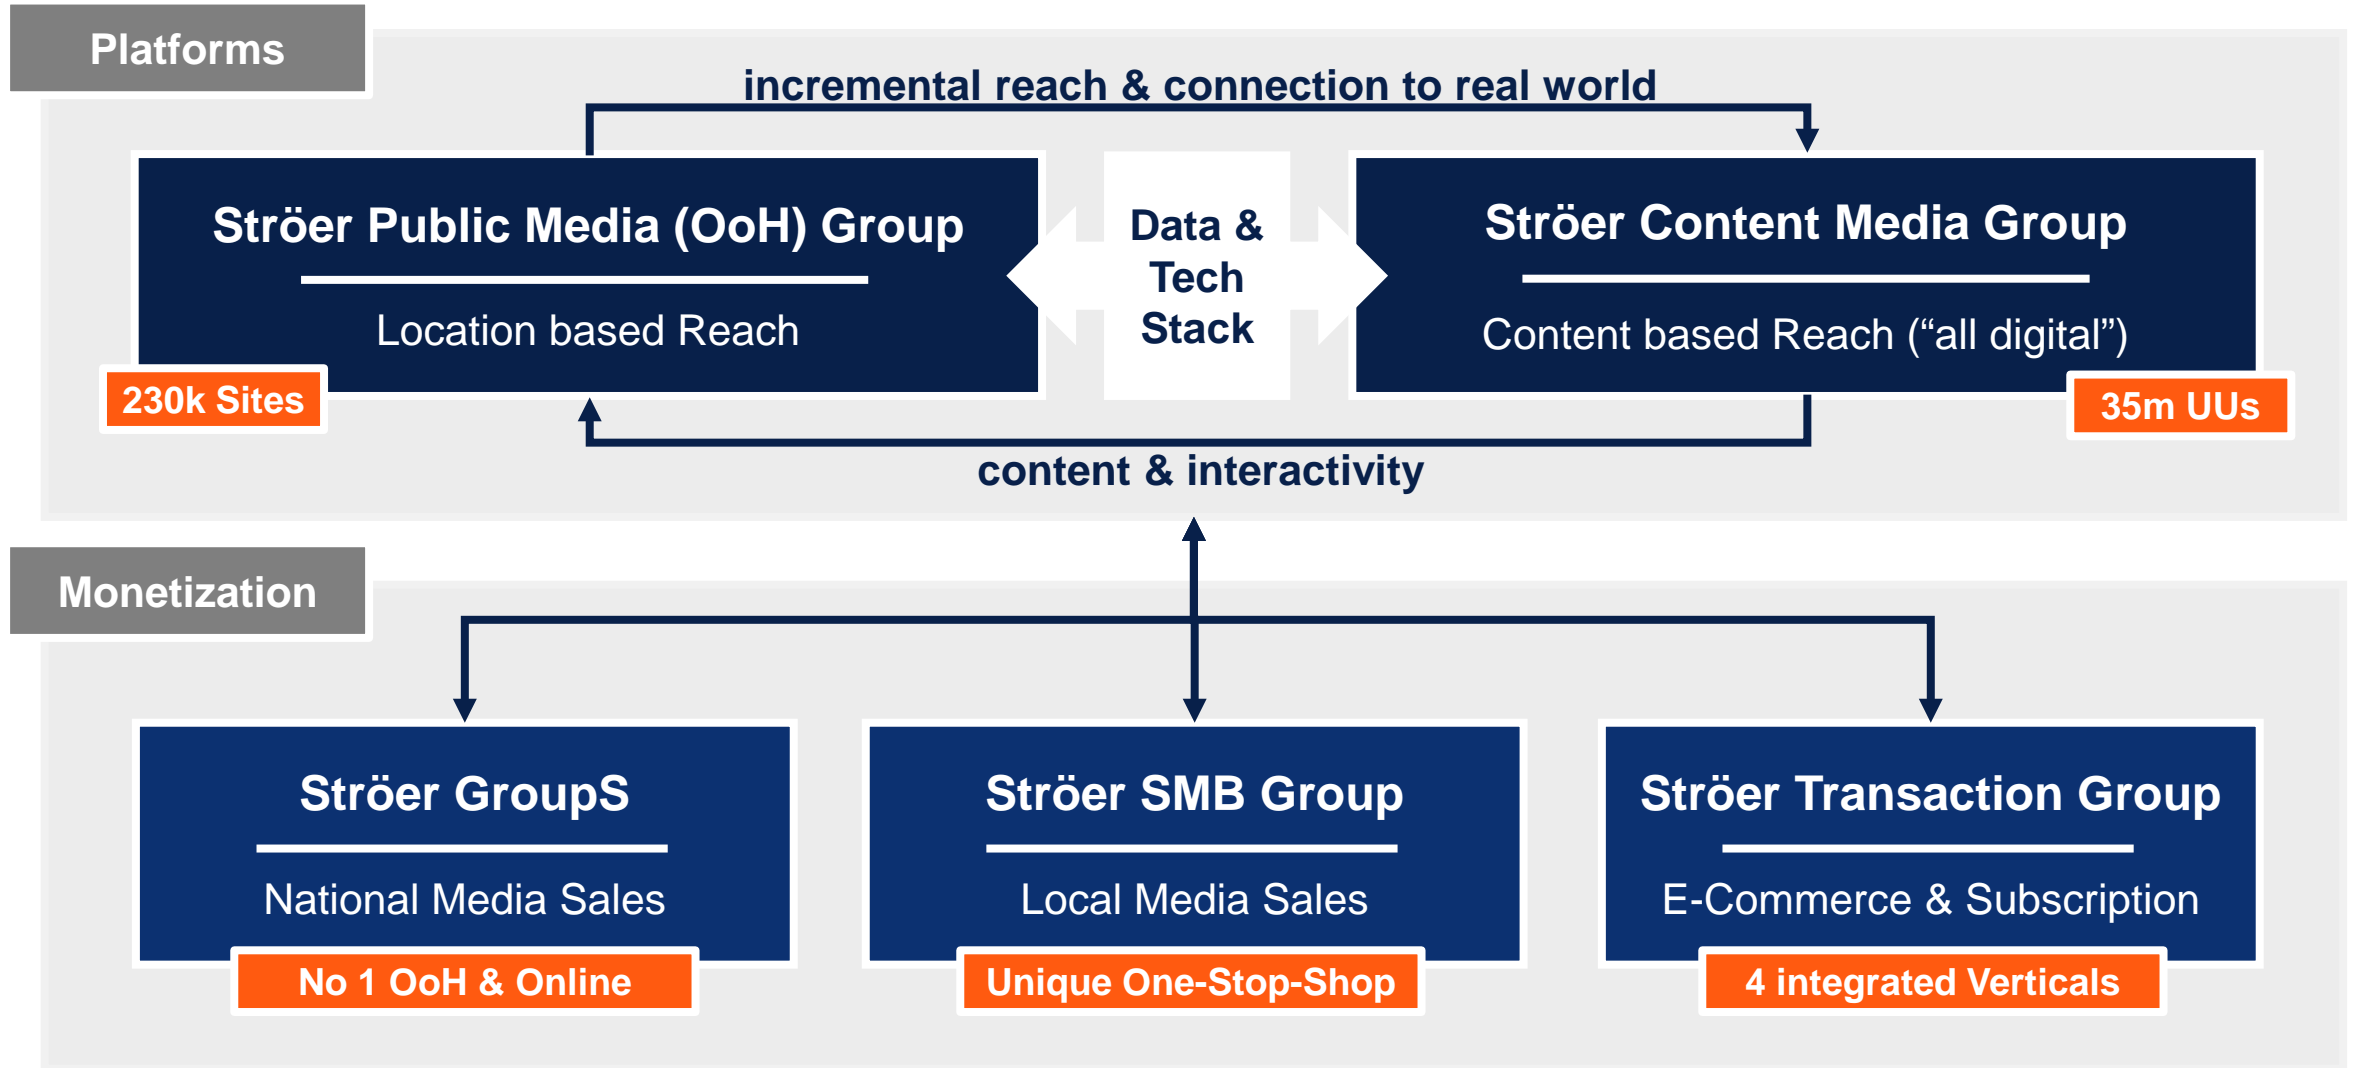 Platforms
incremental reach & connection to real world
Ströer Public Media (OoH) Group
Location based Reach
230k Sites
Data &
Tech
Stack
Ströer Content Media Group
Content based Reach (“all digital”)
35m UUs
content & interactivity
Monetization
Ströer GroupS
National Media Sales
No 1 OoH & Online
Ströer SMB Group
Local Media Sales
Unique One-Stop-Shop
Ströer Transaction Group
E-Commerce & Subscription
4 integrated Verticals